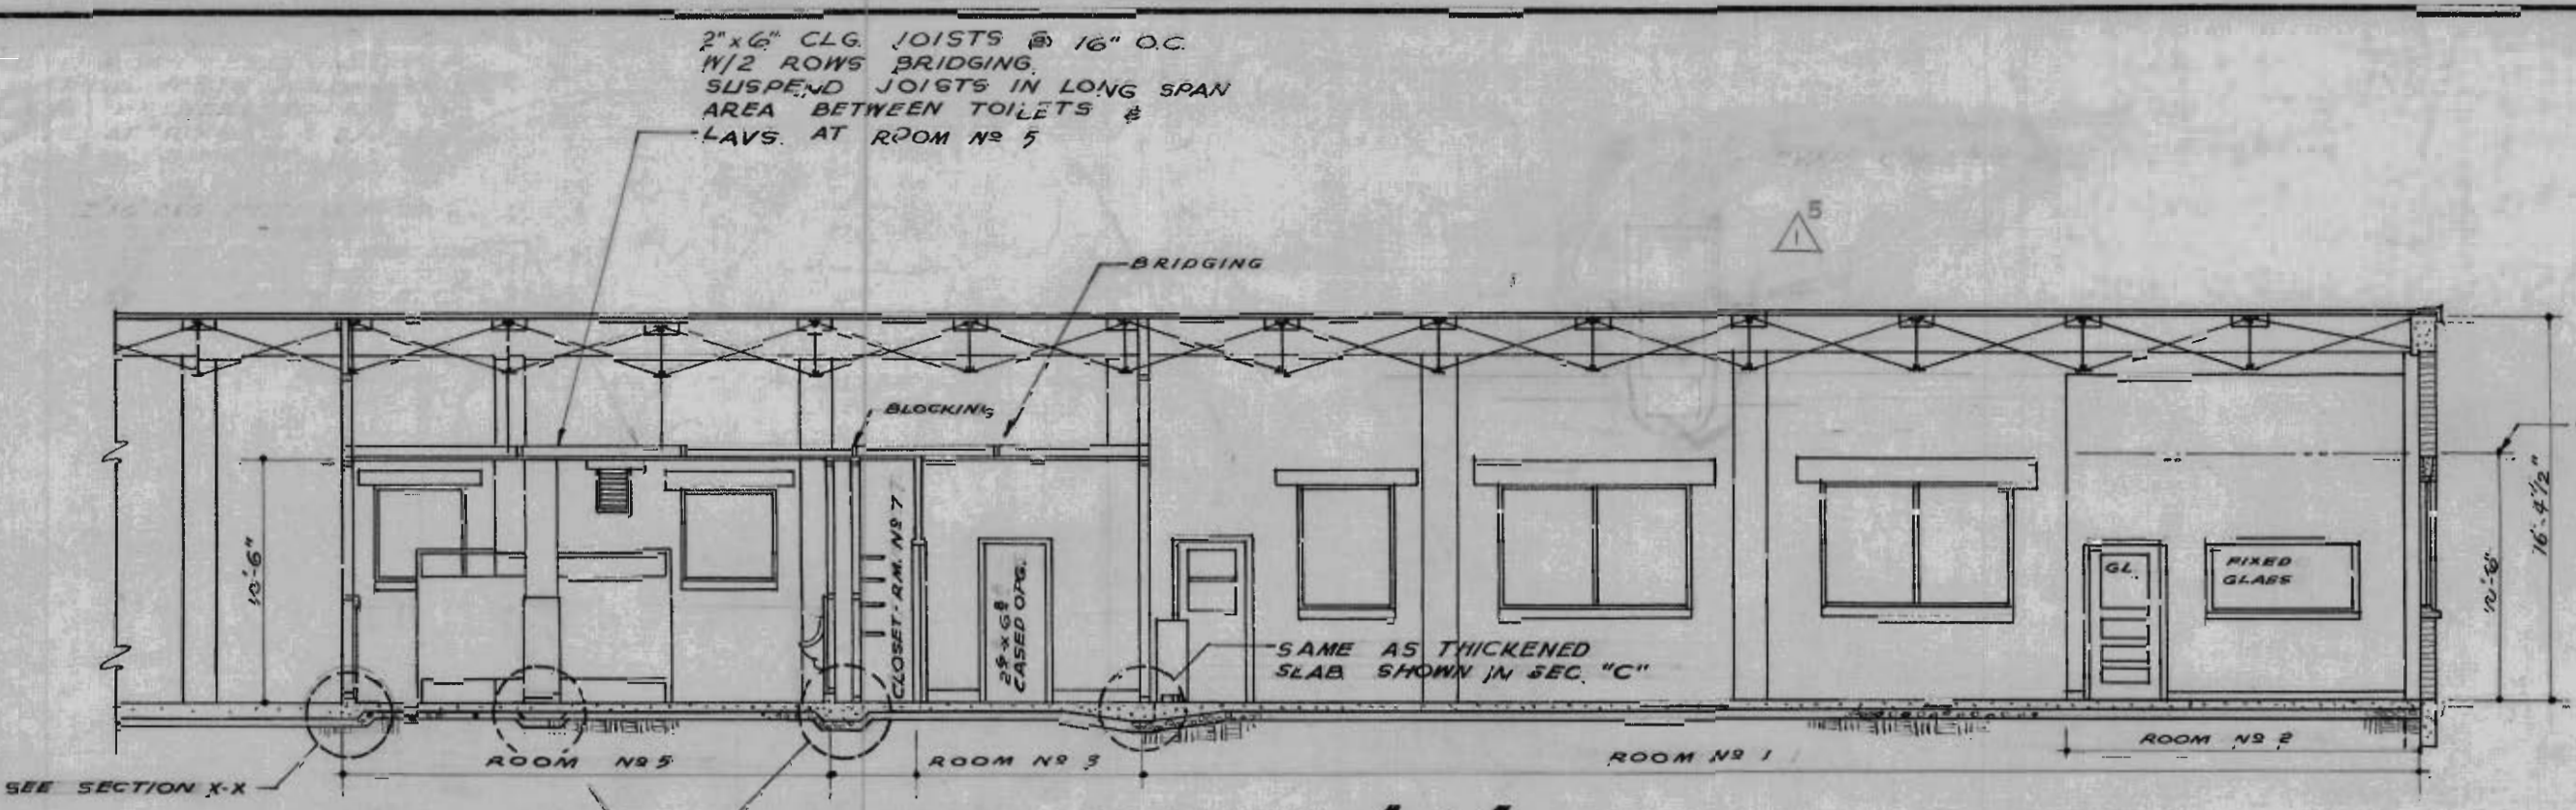 2"x6" CLG. JOISTS @ 16" O.C.
W/2 ROWS BRIDGING.
SUSPEND JOISTS IN LONG SPAN
AREA BETWEEN TOILETS &
LAVS. AT ROOM Nº 5
5
1
BRIDGING
BLOCKING
10'-6"
CLOSET-RM. Nº 7
CASED OPG.
SAME AS THICKENED
SLAB SHOWN IN SEC. "C"
GL.
FIXED
GLASS
16'-4½"
ROOM Nº 5
ROOM Nº 3
ROOM Nº 1
ROOM Nº 2
SEE SECTION X-X